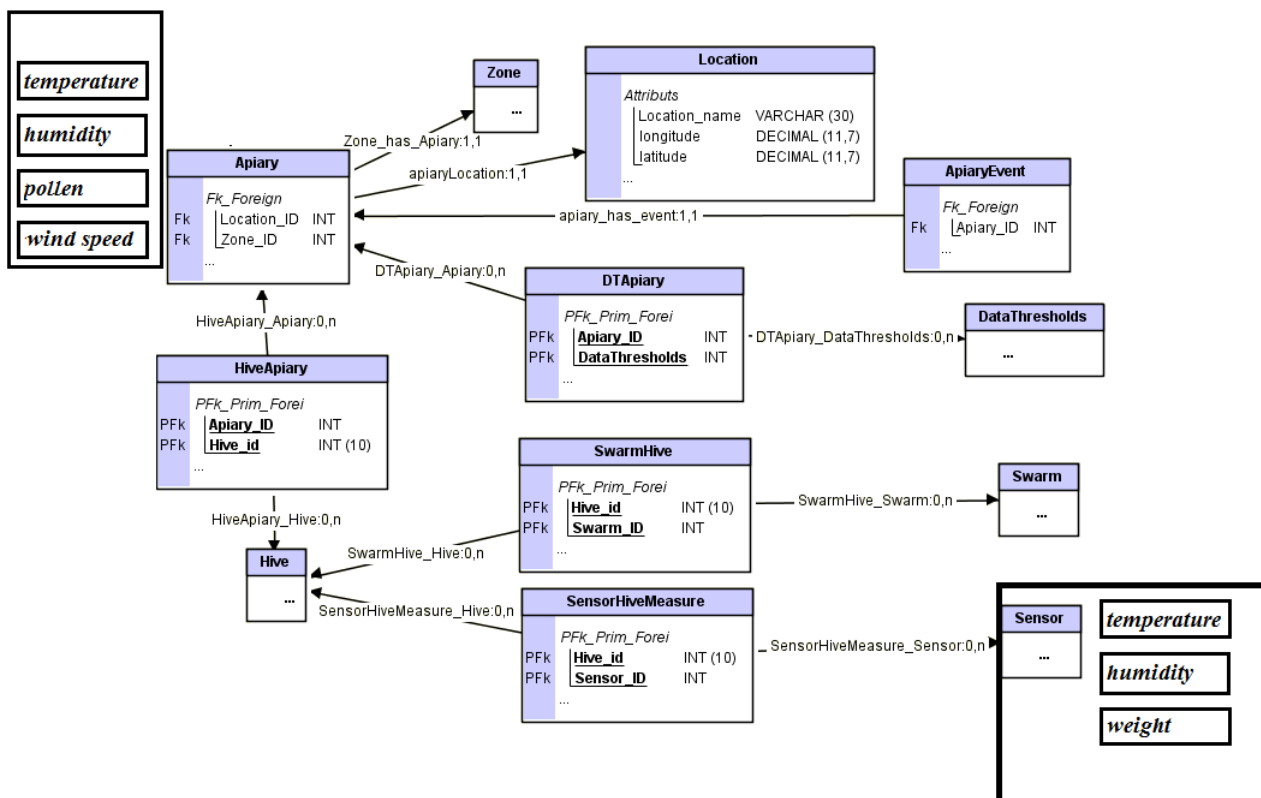 temperature
humidity
pollen
wind speed
Zone
...
Location
Attributs
Location_name VARCHAR (30)
longitude DECIMAL (11,7)
latitude DECIMAL (11,7)
...
Zone_has_Apiary:1,1
apiaryLocation:1,1
Apiary
Fk_Foreign
Fk Location_ID INT
Fk Zone_ID INT
...
ApiaryEvent
Fk_Foreign
Fk Apiary_ID INT
...
apiary_has_event:1,1
DTApiary_Apiary:0,n
DTApiary
PFk_Prim_Forei
PFk Apiary_ID INT
PFk DataThresholds INT
...
DTApiary_DataThresholds:0,n
DataThresholds
...
HiveApiary_Apiary:0,n
HiveApiary
PFk_Prim_Forei
PFk Apiary_ID INT
PFk Hive_id INT (10)
...
HiveApiary_Hive:0,n
SwarmHive
PFk_Prim_Forei
PFk Hive_id INT (10)
PFk Swarm_ID INT
...
SwarmHive_Swarm:0,n
Swarm
...
SwarmHive_Hive:0,n
Hive
...
SensorHiveMeasure_Hive:0,n
SensorHiveMeasure
PFk_Prim_Forei
PFk Hive_id INT (10)
PFk Sensor_ID INT
...
SensorHiveMeasure_Sensor:0,n
Sensor
...
temperature
humidity
weight